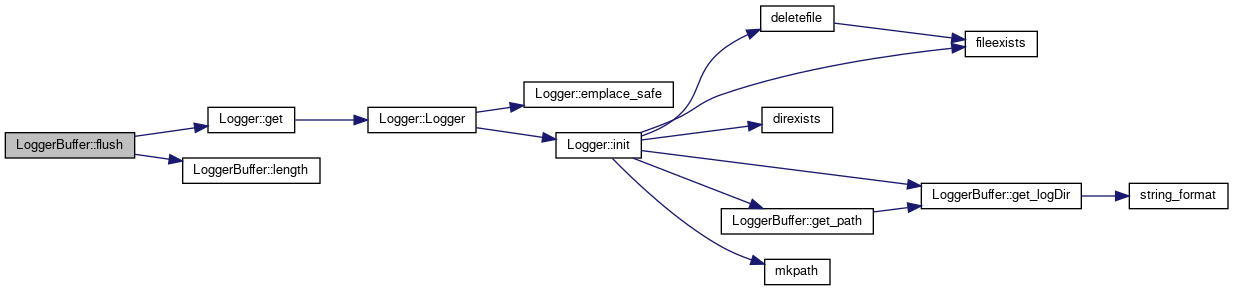 LoggerBuffer::flush
Logger::get
LoggerBuffer::length
Logger::Logger
Logger::emplace_safe
Logger::init
deletefile
fileexists
direxists
LoggerBuffer::get_logDir
string_format
LoggerBuffer::get_path
mkpath